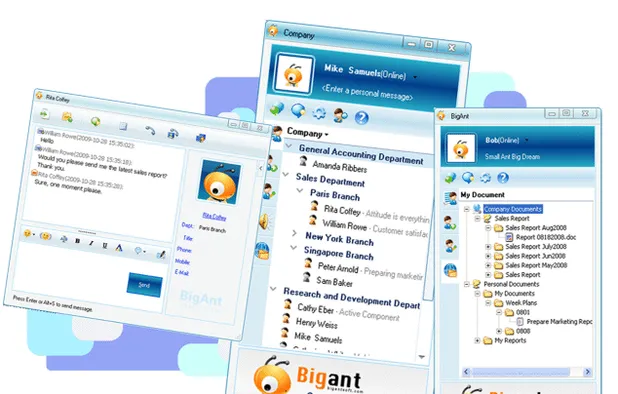 Rita Coffey
William Rowe(2009-10-28 15:35:02)
Hello
William Rowe(2009-10-28 15:35:18):
Would you please send me the latest sales report?
Thank you.
Rita Coffey(2009-10-28 15:35:28):
Sure, one moment please.
Rita Coffey
Dept: Paris Branch
Title:
Phone:
Mobile:
E-Mail:
B I U A
Send
BigAnt
Press Enter or Alt+S to send message.
Company
Mike Samuels(Online)
<Enter a personal message>
Company
General Accounting Department
Amanda Ribbers
Sales Department
Paris Branch
Rita Coffey - Attitude is everything
William Rowe - Customer satisfac
New York Branch
Singapore Branch
Peter Arnold - Preparing marketing
Sam Baker
Research and Development Depart
Cathy Eber - Active Component
Henry Weiss
Mike Samuels
Bigant
bigantsoft.com
BigAnt
Bob(Online)
Small Ant Big Dream
My Document
Company Documents
Sales Report
Sales Report Aug2008
Report 08182008.doc
Sales Report July2008
Sales Report Jun2008
Sales Report May2008
Sales Report
Personal Documents
My Documents
Week Plans
0801
Prepare Marketing Repo
0808
My Reports
Bigant